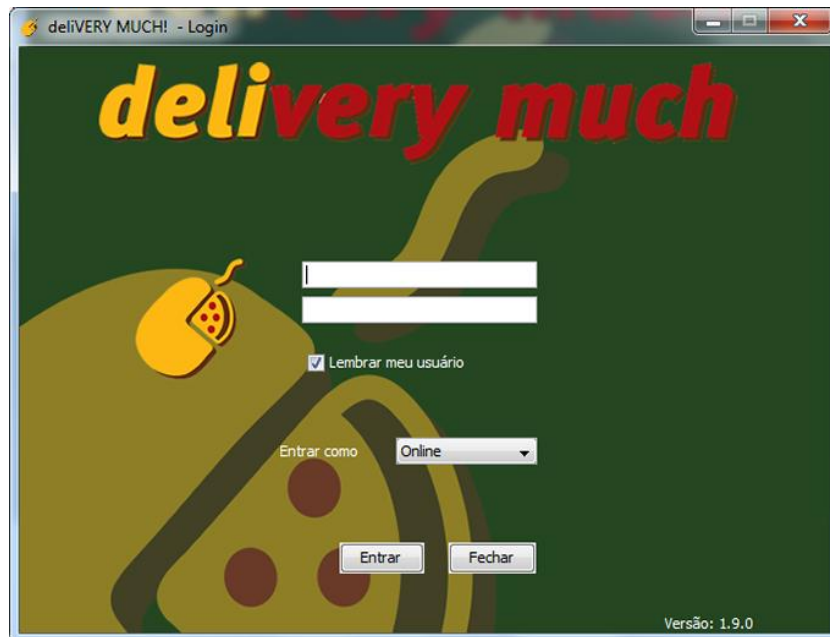 deliVERY MUCH! - Login
delivery much
Lembrar meu usuário
Entrar como Online
Entrar Fechar
Versão: 1.9.0